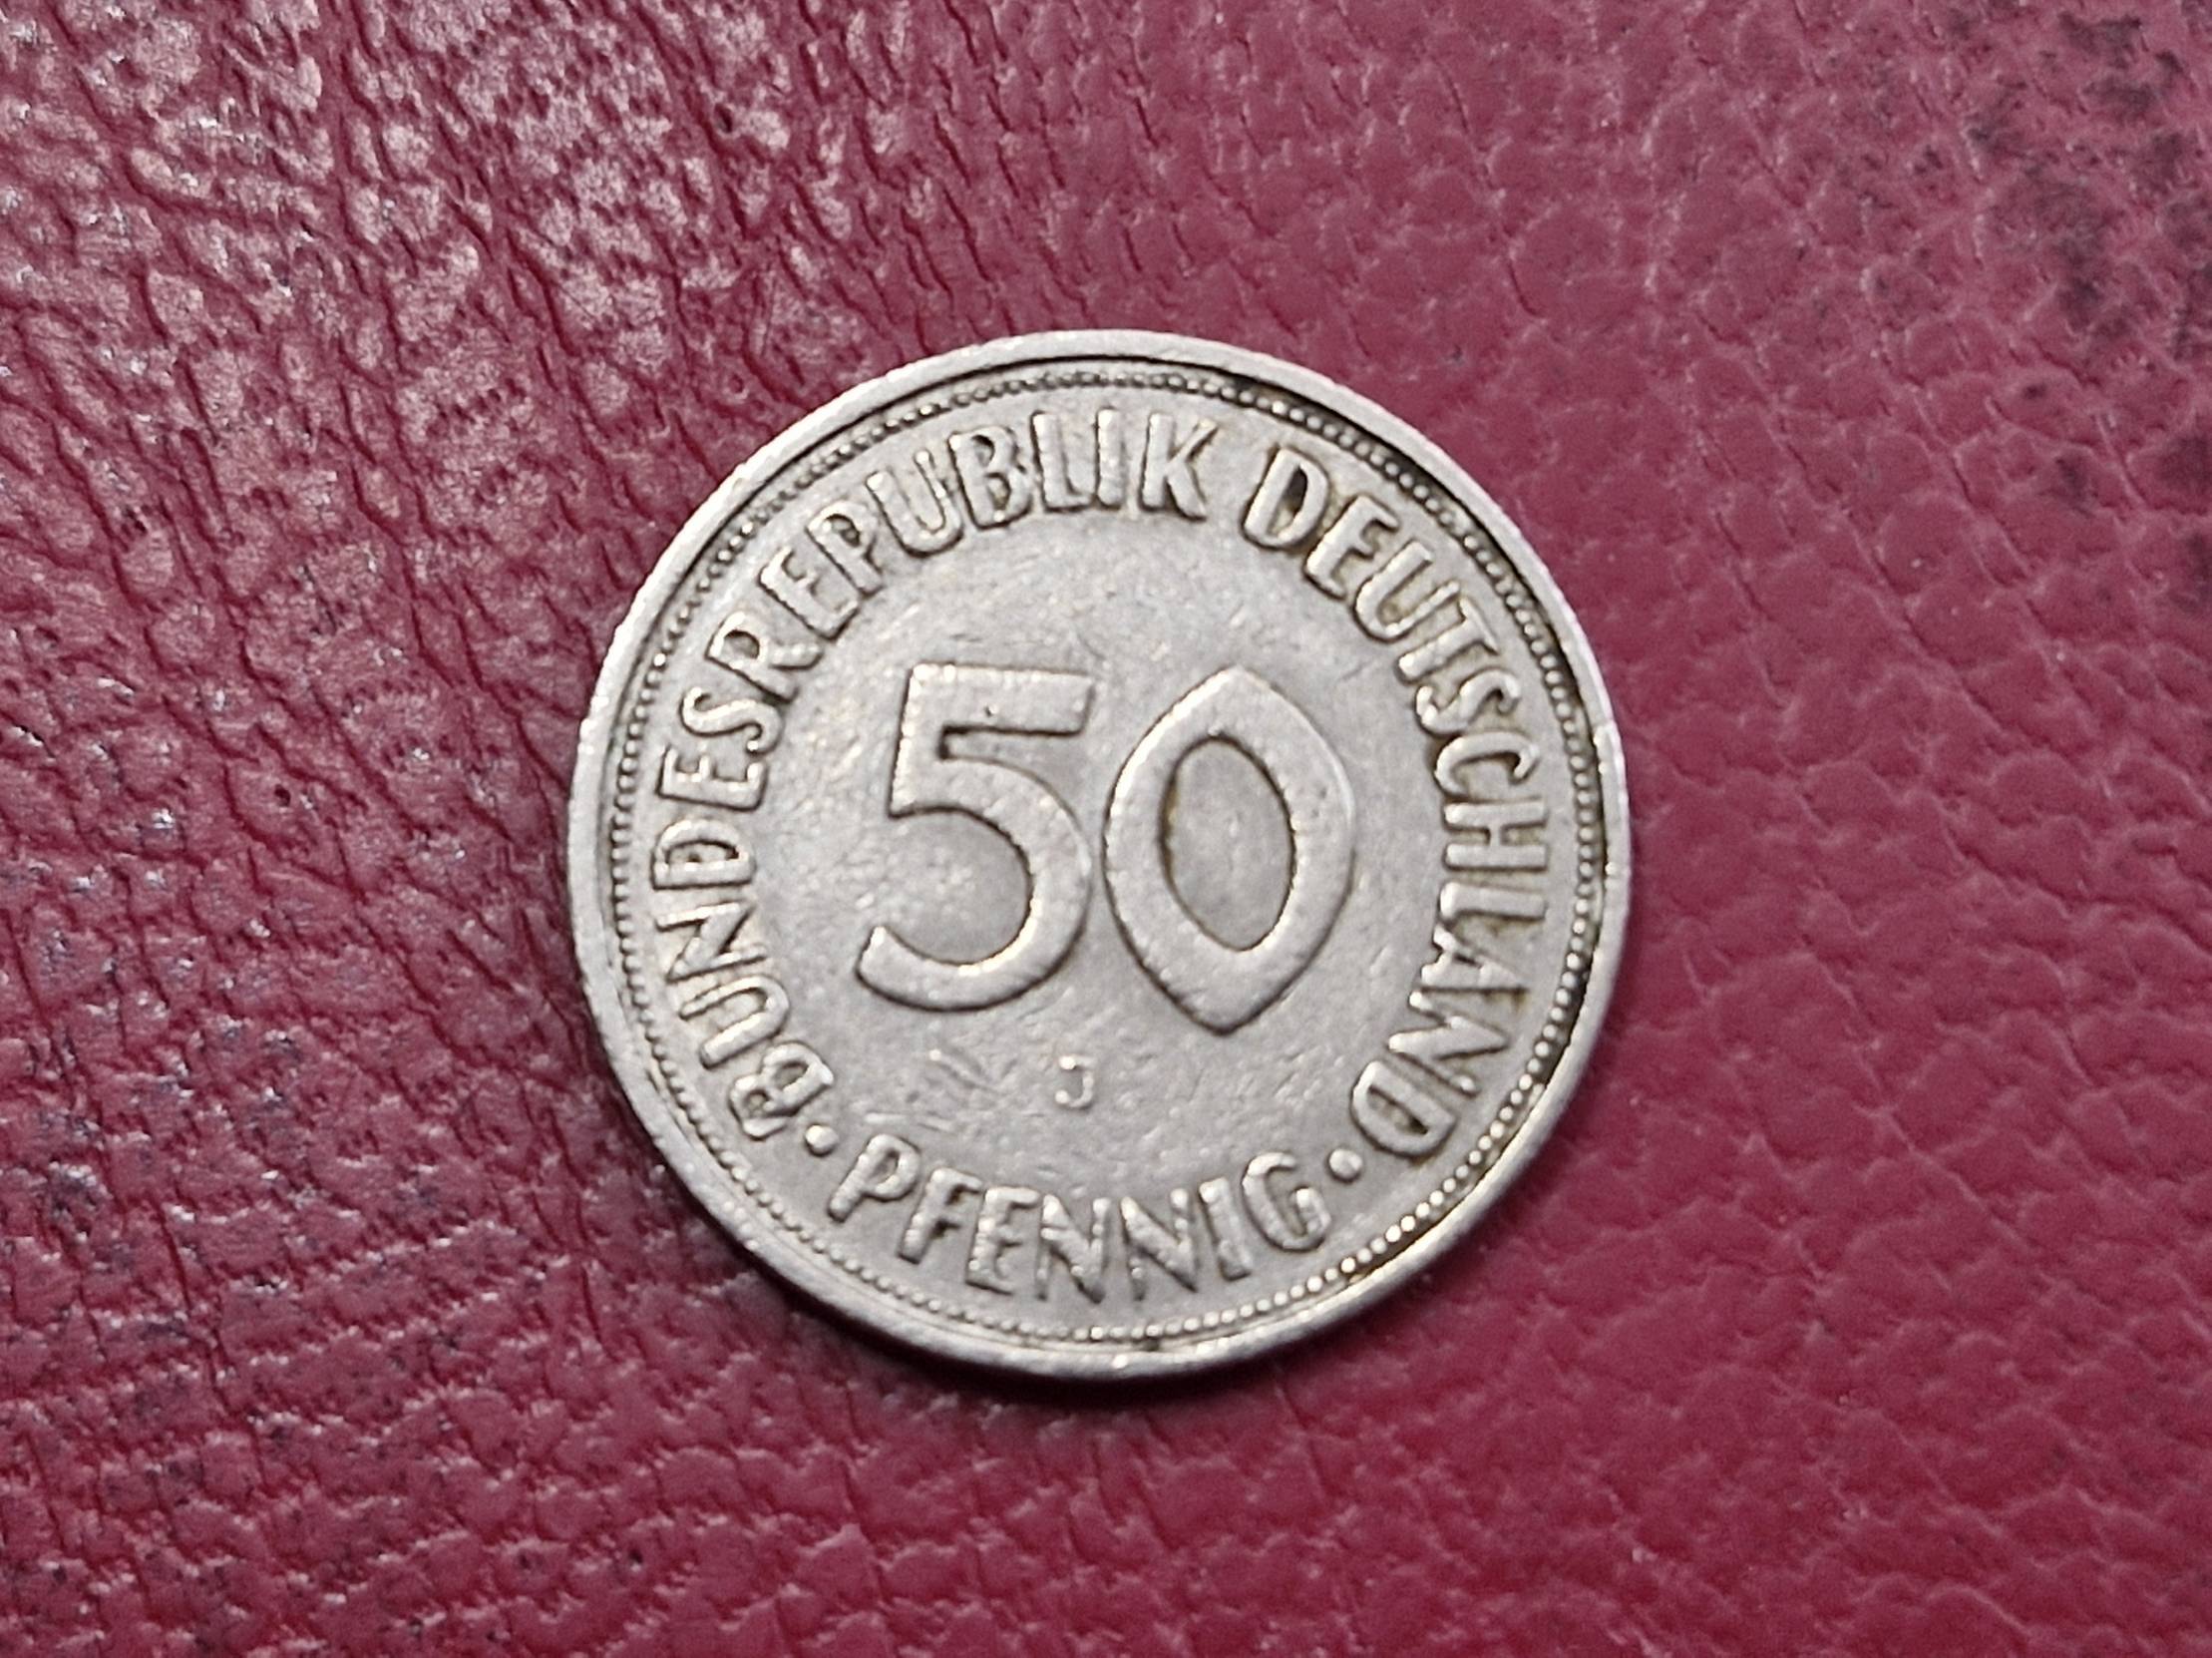 BUNDESREPUBLIK DEUTSCHLAND
50
J
• PFENNIG •